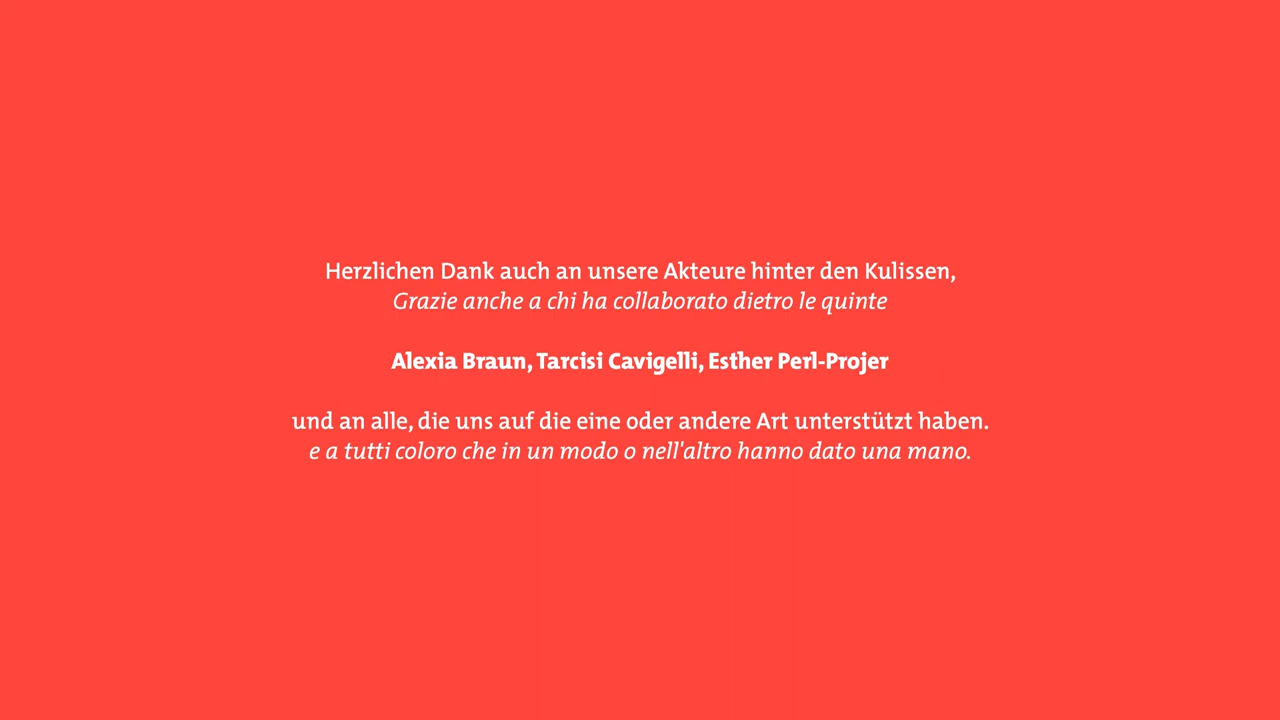 Herzlichen Dank auch an unsere Akteure hinter den Kulissen,
Grazie anche a chi ha collaborato dietro le quinte
Alexia Braun, Tarcisi Cavigelli, Esther Perl-Projer
und an alle, die uns auf die eine oder andere Art unterstützt haben.
e a tutti coloro che in un modo o nell'altro hanno dato una mano.